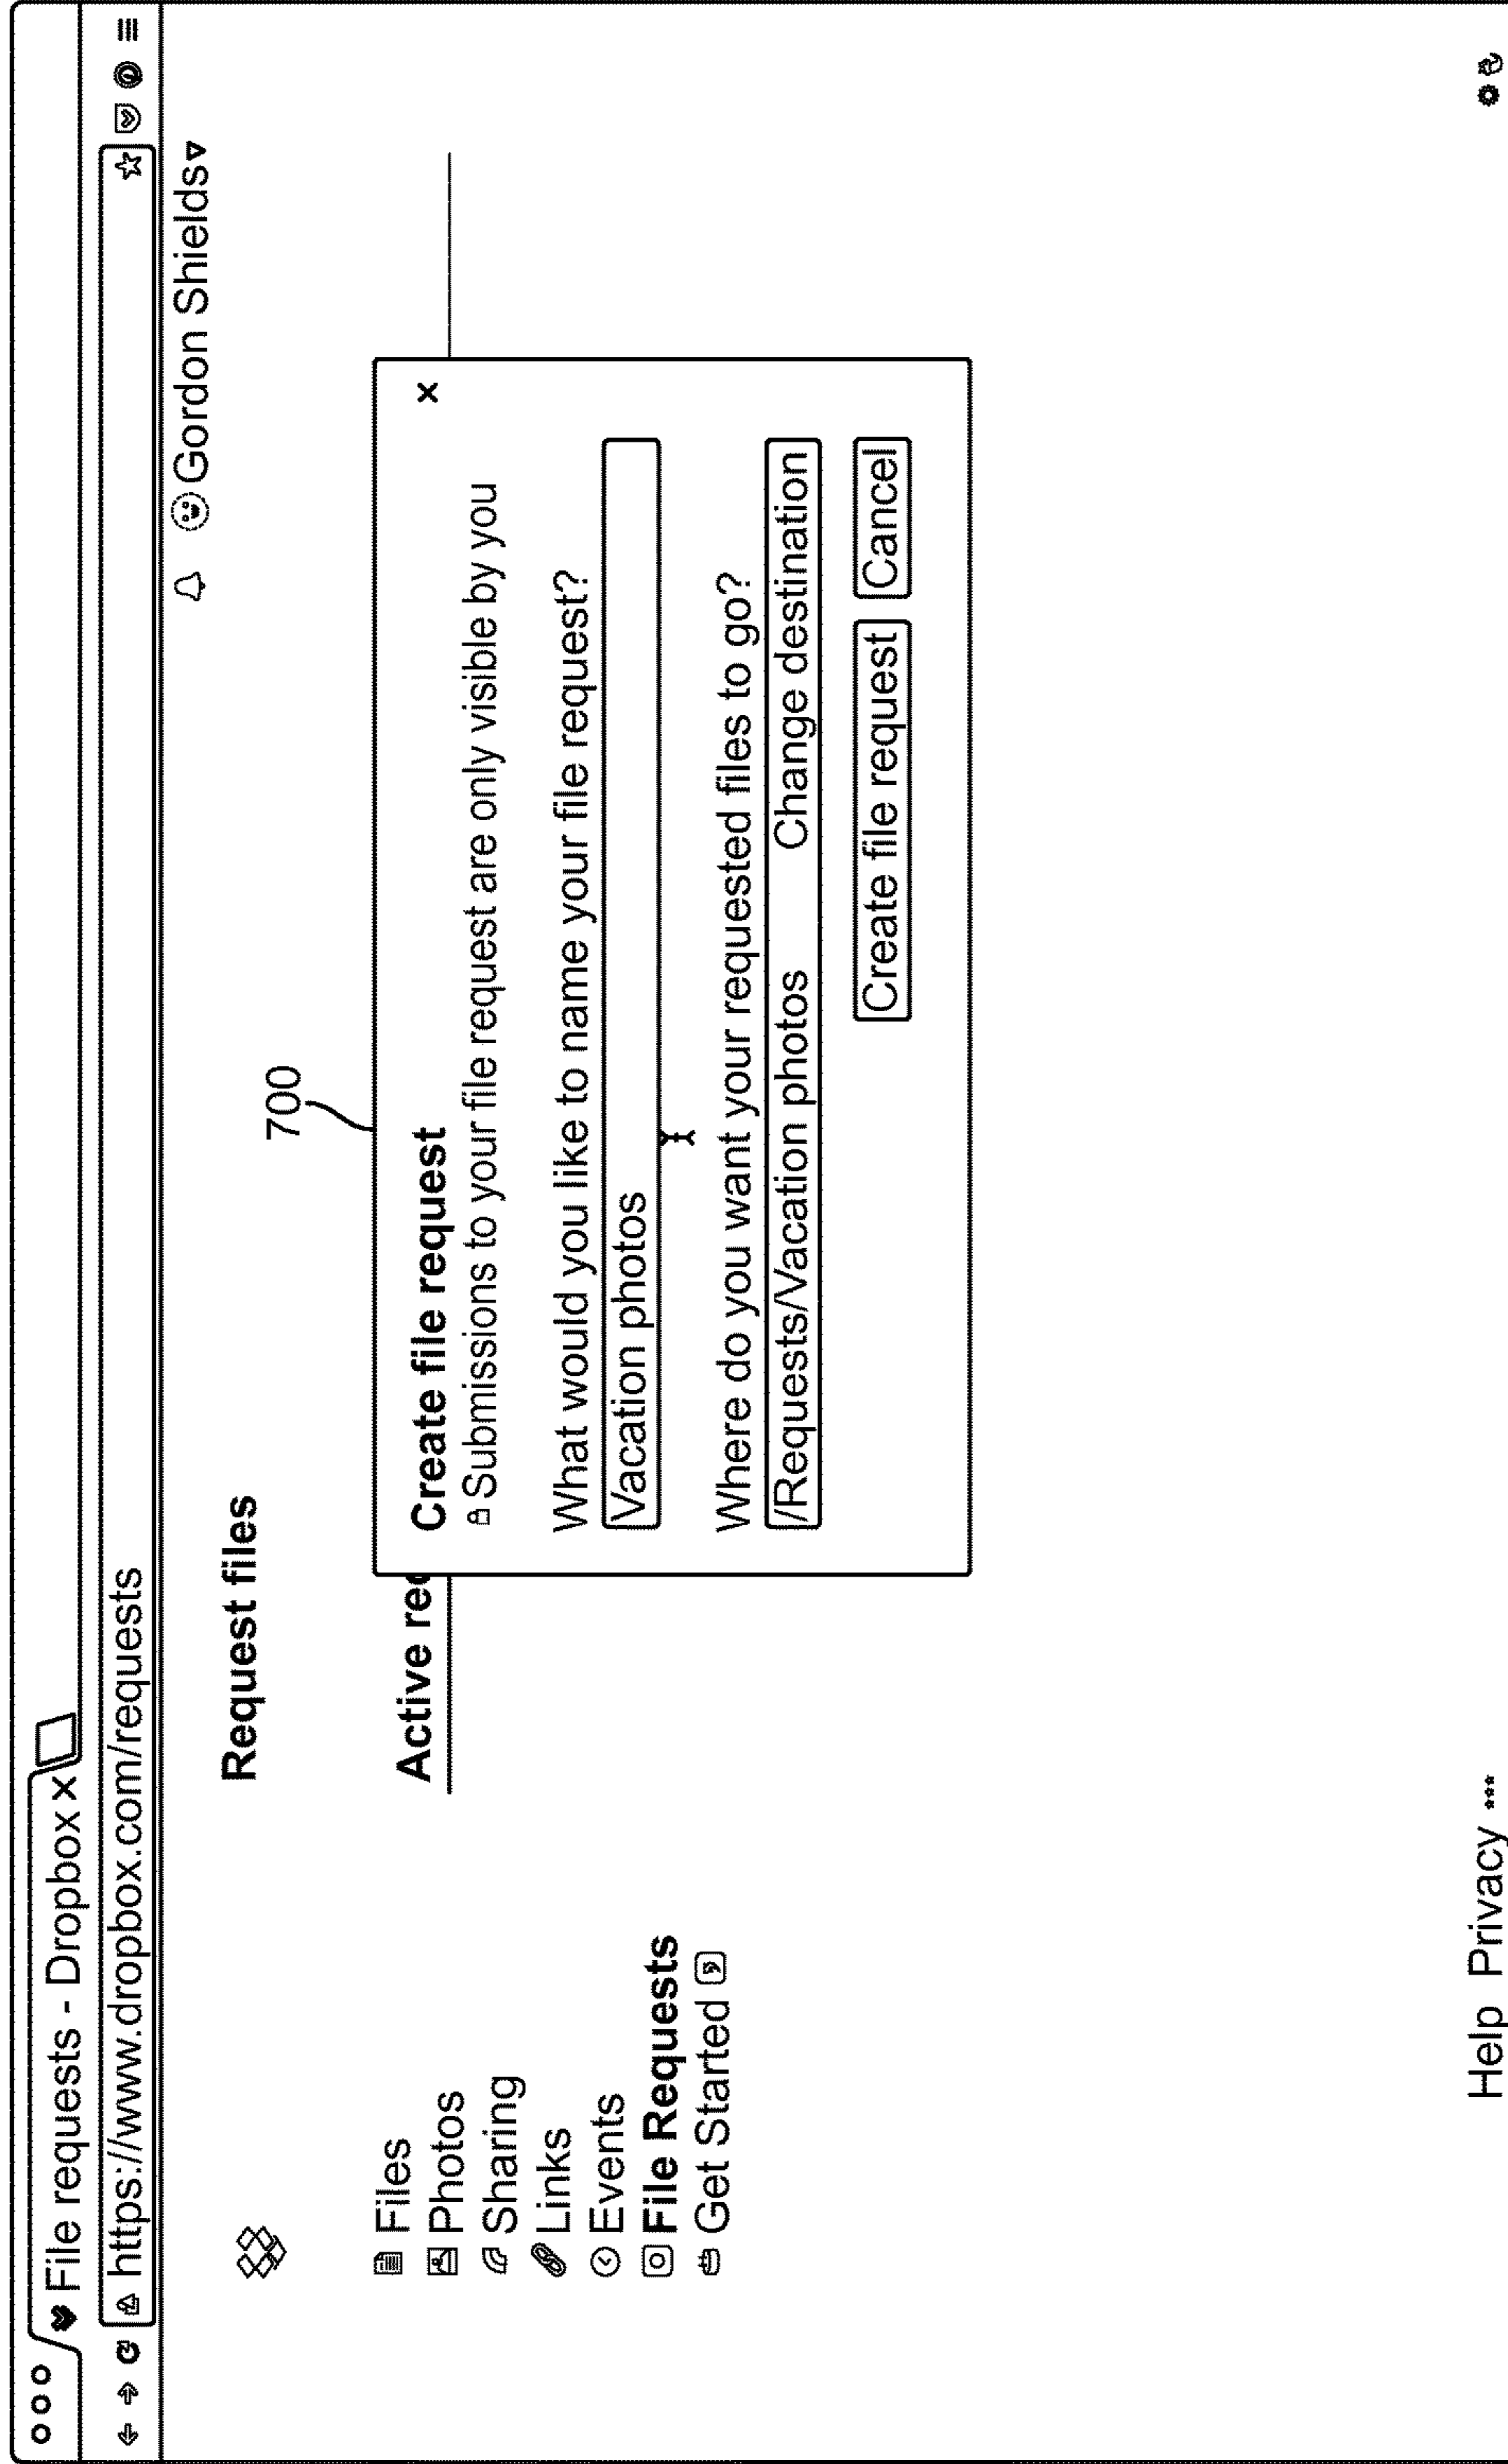 File requests - Dropbox
https://www.dropbox.com/requests
Gordon Shields
Request files
700
Files
Photos
Sharing
Links
Events
File Requests
Get Started
Active req
Create file request
Submissions to your file request are only visible by you
What would you like to name your file request?
Vacation photos
Where do you want your requested files to go?
/Requests/Vacation photos Change destination
Create file request Cancel
Help Privacy